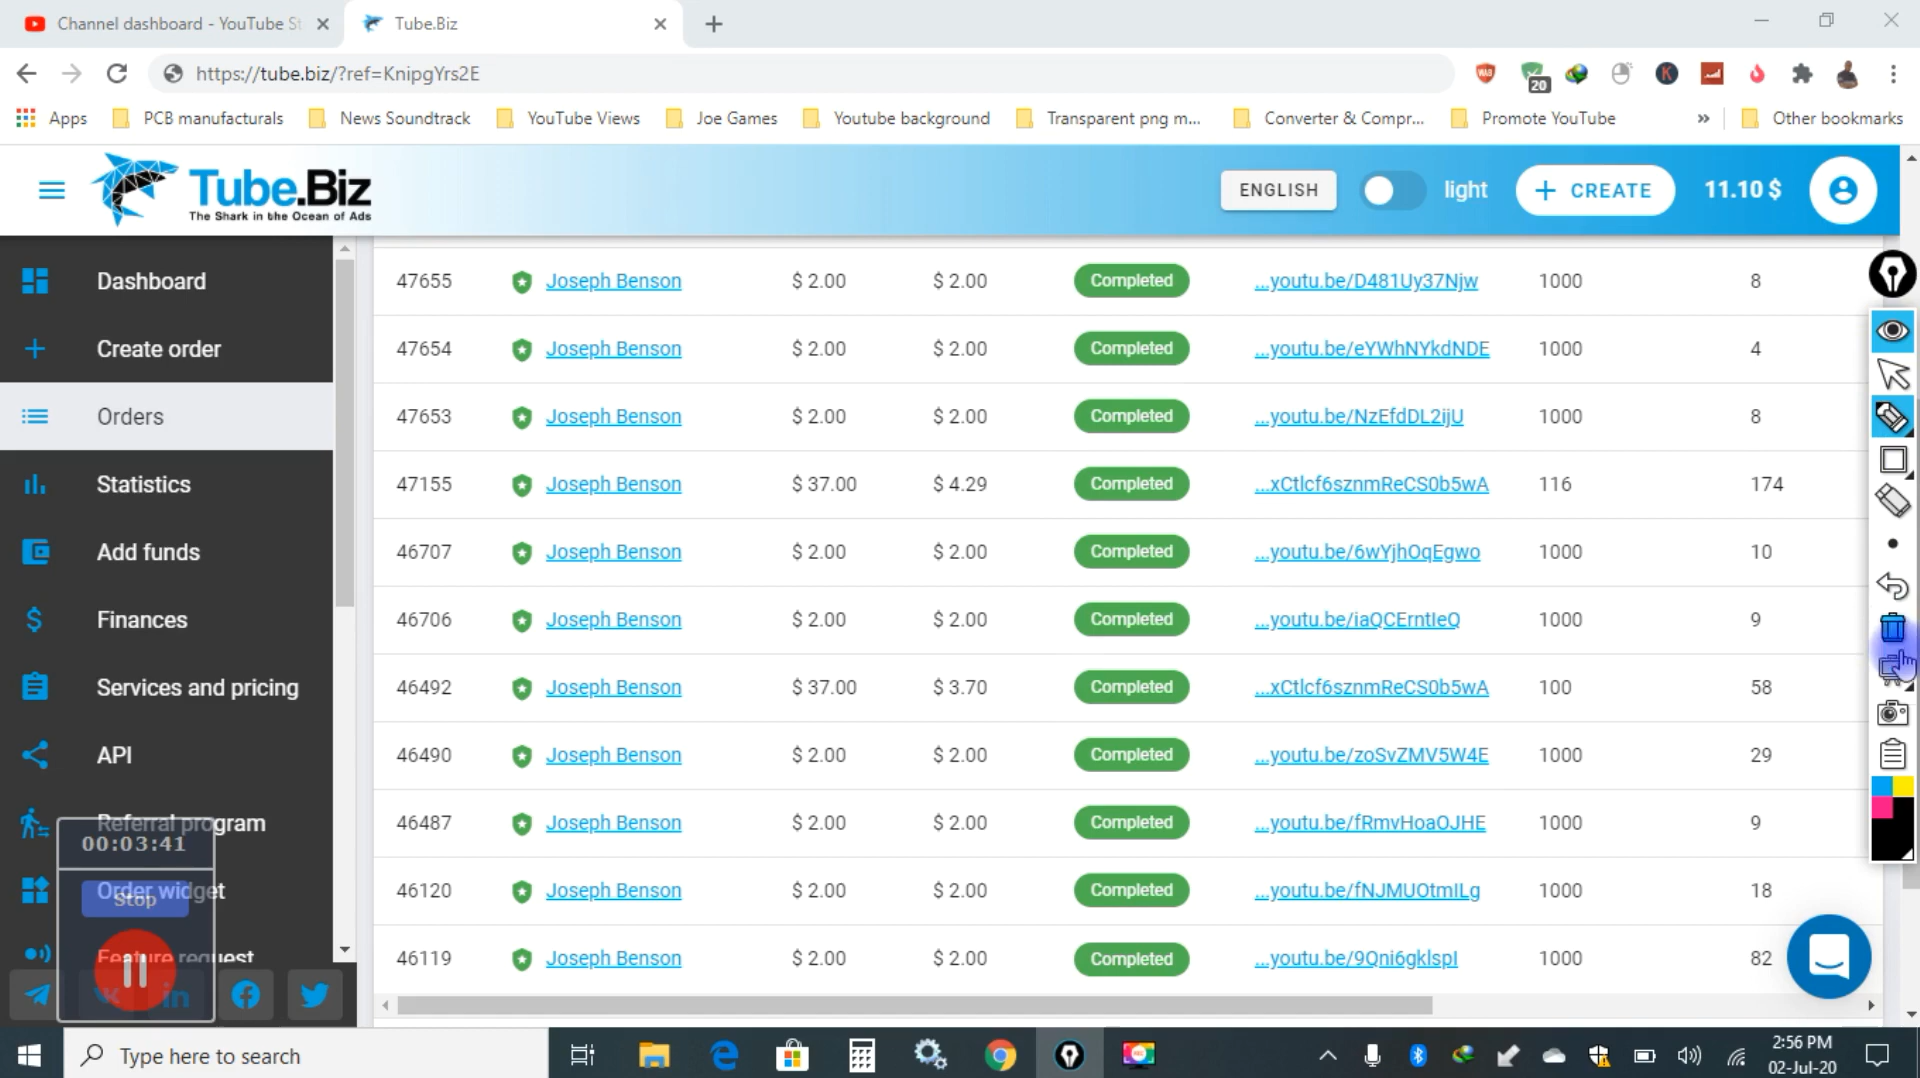 Channel dashboard - YouTube St
Tube.Biz
https://tube.biz/?ref=KnipgYrs2E
20
Apps
PCB manufacturals
News Soundtrack
YouTube Views
Joe Games
Youtube background
Transparent png m...
Converter & Compr...
Promote YouTube
»
Other bookmarks
Tube.Biz
The Shark in the Ocean of Ads
ENGLISH
light
+ CREATE
11.10 $
Dashboard
Create order
Orders
Statistics
Add funds
Finances
Services and pricing
API
Referral program
Order widget
Feature request
00:03:41
Stop
47655 Joseph Benson $ 2.00 $ 2.00 Completed ...youtu.be/D481Uy37Njw 1000 8
47654 Joseph Benson $ 2.00 $ 2.00 Completed ...youtu.be/eYWhNYkdNDE 1000 4
47653 Joseph Benson $ 2.00 $ 2.00 Completed ...youtu.be/NzEfdDL2ijU 1000 8
47155 Joseph Benson $ 37.00 $ 4.29 Completed ...xCtlcf6sznmReCS0b5wA 116 174
46707 Joseph Benson $ 2.00 $ 2.00 Completed ...youtu.be/6wYjhOqEgwo 1000 10
46706 Joseph Benson $ 2.00 $ 2.00 Completed ...youtu.be/iaQCErntIeQ 1000 9
46492 Joseph Benson $ 37.00 $ 3.70 Completed ...xCtlcf6sznmReCS0b5wA 100 58
46490 Joseph Benson $ 2.00 $ 2.00 Completed ...youtu.be/zoSvZMV5W4E 1000 29
46487 Joseph Benson $ 2.00 $ 2.00 Completed ...youtu.be/fRmvHoaOJHE 1000 9
46120 Joseph Benson $ 2.00 $ 2.00 Completed ...youtu.be/fNJMUOtmILg 1000 18
46119 Joseph Benson $ 2.00 $ 2.00 Completed ...youtu.be/9Qni6gklspI 1000 82
Type here to search
2:56 PM
02-Jul-20